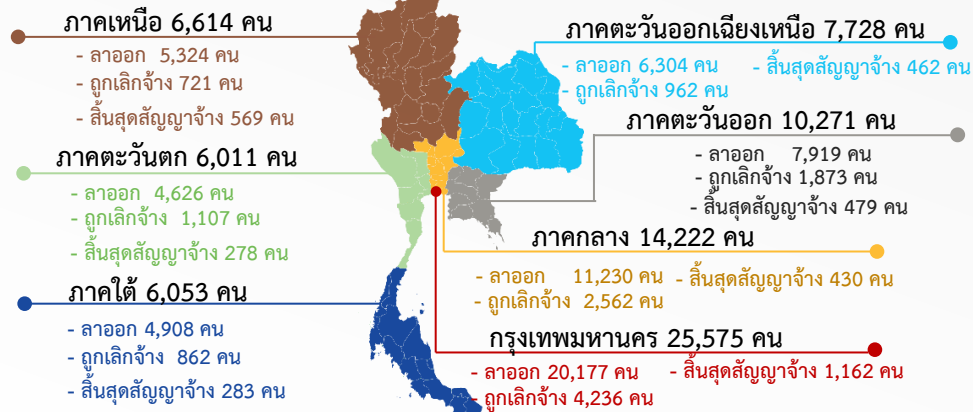 ภาคเหนือ 6,614 คน
- ลาออก 5,324 คน
- ถูกเลิกจ้าง 721 คน
- สิ้นสุดสัญญาจ้าง 569 คน
ภาคตะวันออกเฉียงเหนือ 7,728 คน
- ลาออก 6,304 คน - สิ้นสุดสัญญาจ้าง 462 คน
- ถูกเลิกจ้าง 962 คน
ภาคตะวันออก 10,271 คน
- ลาออก 7,919 คน
- ถูกเลิกจ้าง 1,873 คน
- สิ้นสุดสัญญาจ้าง 479 คน
ภาคตะวันตก 6,011 คน
- ลาออก 4,626 คน
- ถูกเลิกจ้าง 1,107 คน
- สิ้นสุดสัญญาจ้าง 278 คน
ภาคกลาง 14,222 คน
- ลาออก 11,230 คน - สิ้นสุดสัญญาจ้าง 430 คน
- ถูกเลิกจ้าง 2,562 คน
ภาคใต้ 6,053 คน
- ลาออก 4,908 คน
- ถูกเลิกจ้าง 862 คน
- สิ้นสุดสัญญาจ้าง 283 คน
กรุงเทพมหานคร 25,575 คน
- ลาออก 20,177 คน - สิ้นสุดสัญญาจ้าง 1,162 คน
- ถูกเลิกจ้าง 4,236 คน